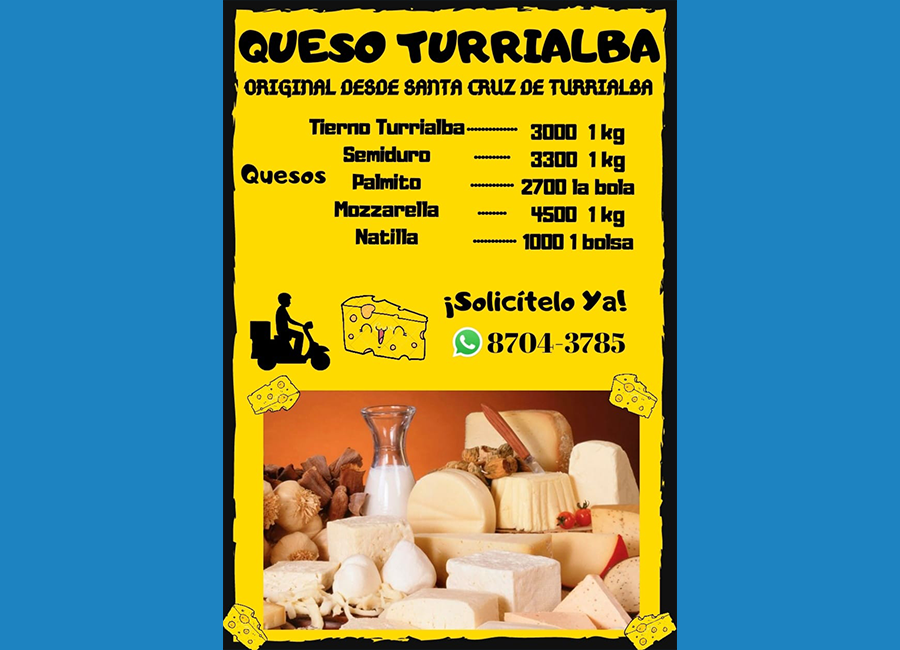 QUESO TURRIALBA
ORIGINAL DESDE SANTA CRUZ DE TURRIALBA
Quesos
Tierno Turrialba -------------- 3000 1 kg
Semiduro ---------- 3300 1 kg
Palmito ------------ 2700 la bola
Mozzarella -------- 4500 1 kg
Natilla ------------ 1000 1 bolsa
¡Solicítelo Ya!
8704-3785